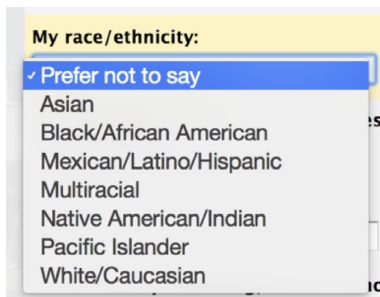 My race/ethnicity:
Prefer not to say
Asian
Black/African American
Mexican/Latino/Hispanic
Multiracial
Native American/Indian
Pacific Islander
White/Caucasian